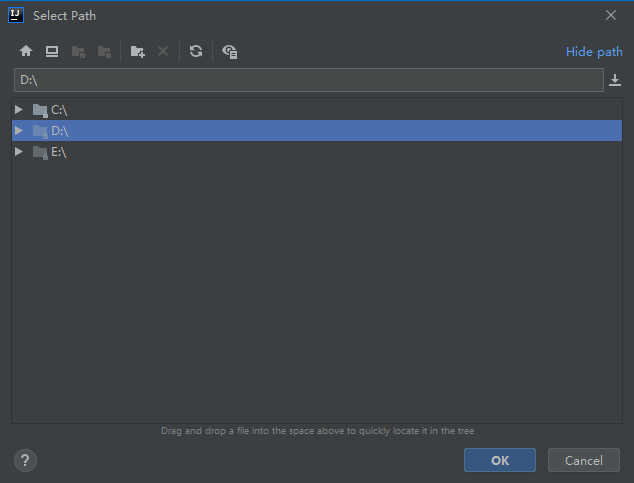 IJ Select Path
Hide path
D:\
C:\
D:\
E:\
Drag and drop a file into the space above to quickly locate it in the tree
? OK Cancel